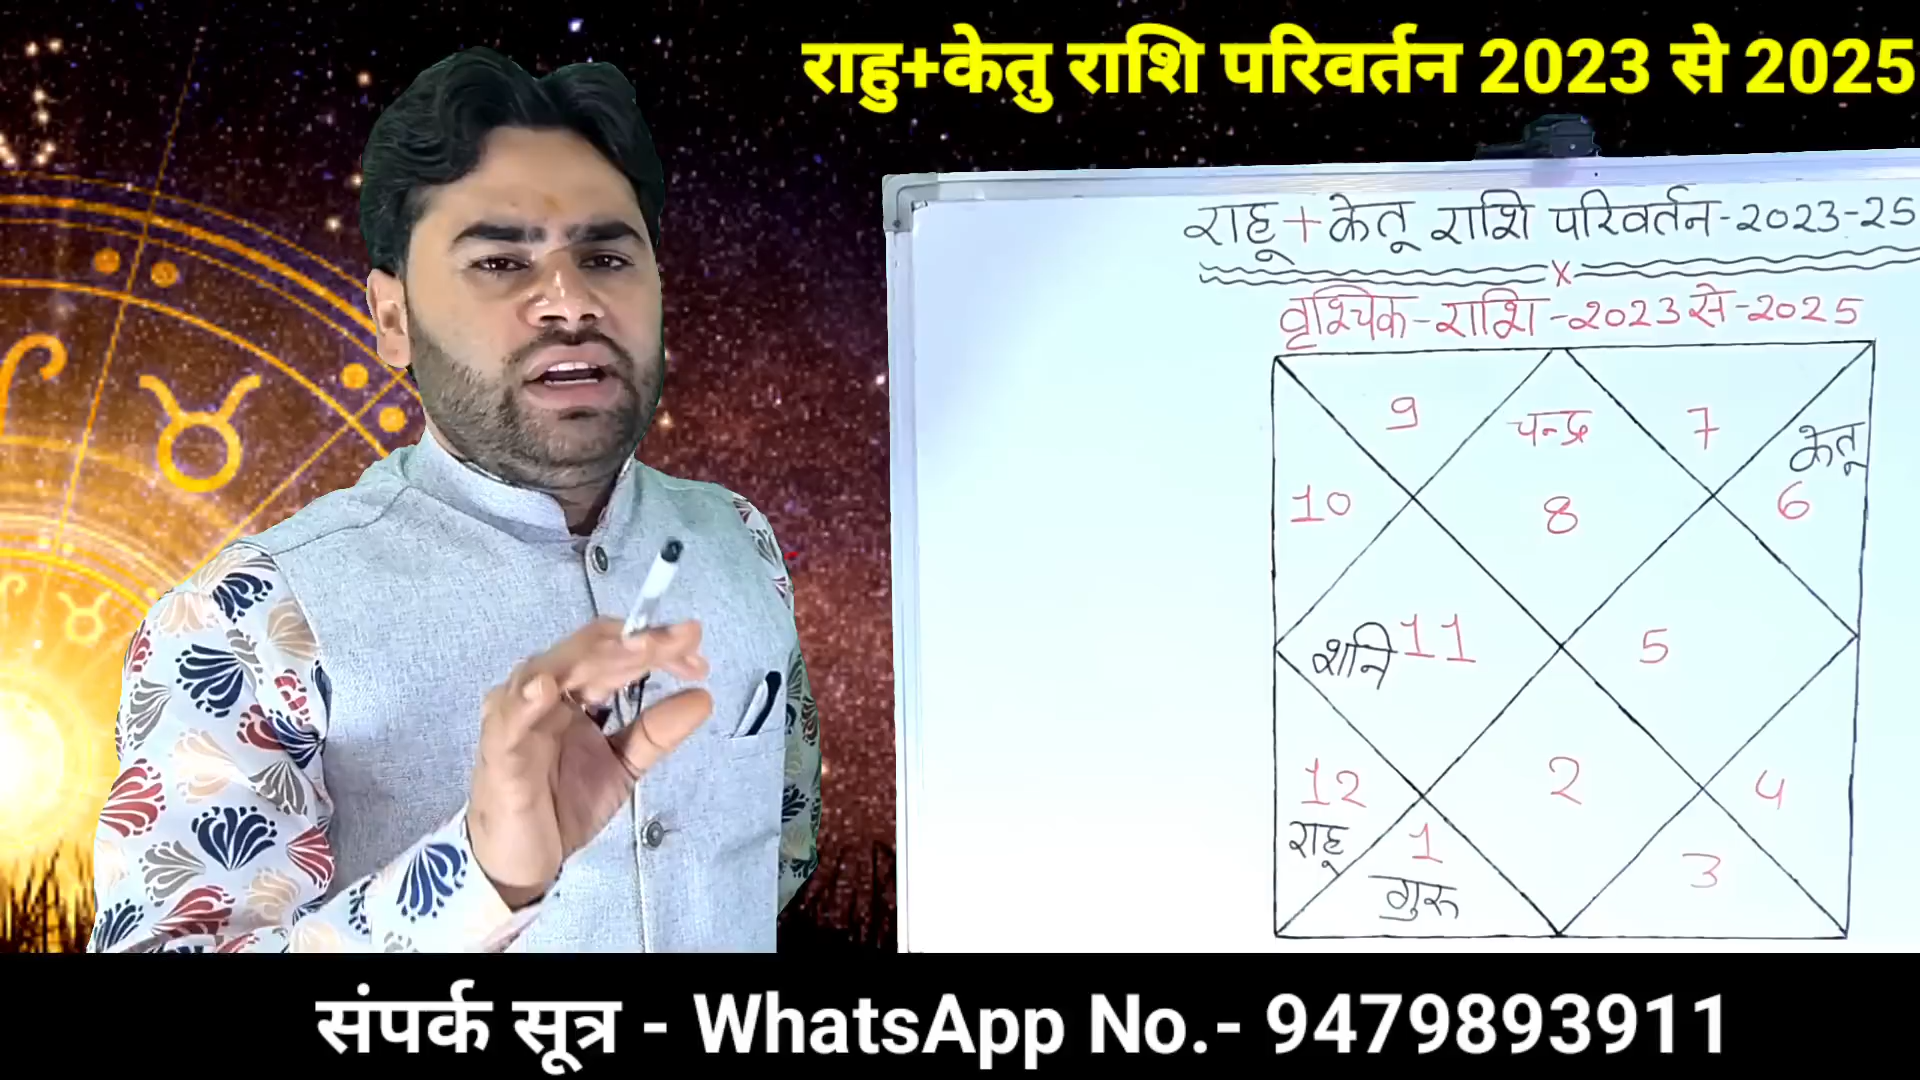 राहु+केतु राशि परिवर्तन 2023 से 2025
राहू + केतू राशि परिवर्तन-2023-25
x
वृश्चिक-राशि-2023 से-2025
9
चन्द्र
7
केतू
10
8
6
शनि 11
5
12
2
4
राहू
1
3
गुरू
संपर्क सूत्र - WhatsApp No.- 9479893911